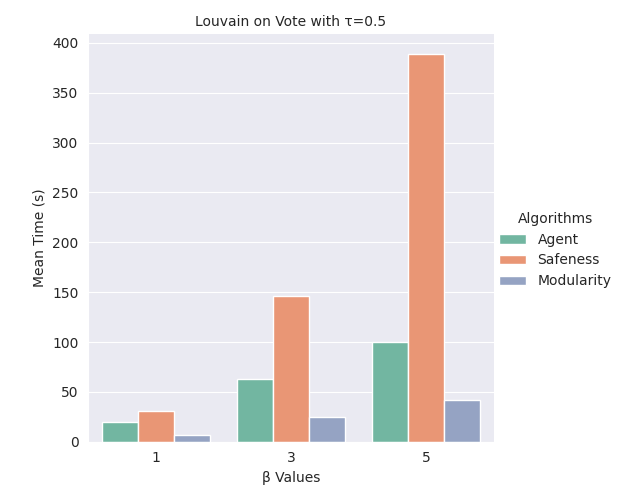 Louvain on Vote with τ=0.5
400
350
300
250
200
150
100
50
0
Mean Time (s)
1 3 5
β Values
Algorithms
Agent
Safeness
Modularity